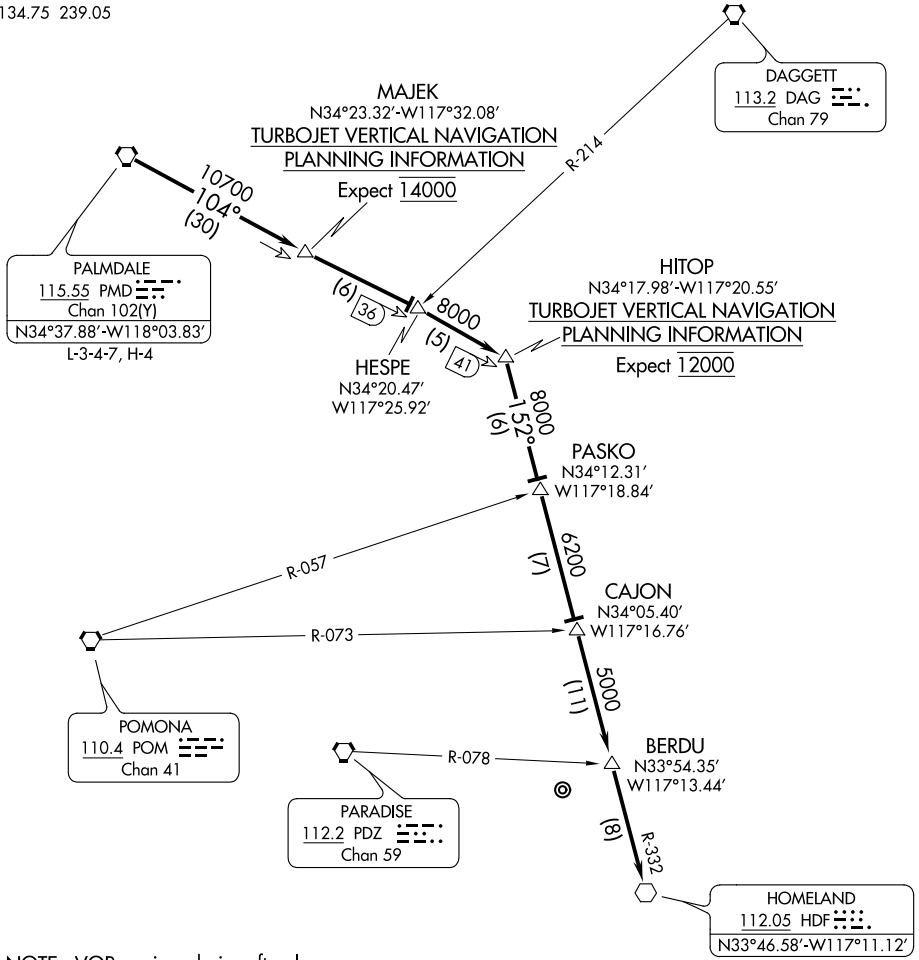 134.75 239.05
DAGGETT
113.2 DAG
Chan 79
MAJEK
N34°23.32'-W117°32.08'
TURBOJET VERTICAL NAVIGATION
PLANNING INFORMATION
Expect 14000
R-214
10700
104°
(30)
PALMDALE
115.55 PMD
Chan 102(Y)
N34°37.88'-W118°03.83'
L-3-4-7, H-4
(6)
36
HESPE
N34°20.47'
W117°25.92'
8000
(5)
41
HITOP
N34°17.98'-W117°20.55'
TURBOJET VERTICAL NAVIGATION
PLANNING INFORMATION
Expect 12000
8000
152°
(6)
PASKO
N34°12.31'
W117°18.84'
R-057
6200
(7)
CAJON
N34°05.40'
W117°16.76'
R-073
POMONA
110.4 POM
Chan 41
5000
(11)
BERDU
N33°54.35'
W117°13.44'
R-078
PARADISE
112.2 PDZ
Chan 59
(8)
R-332
HOMELAND
112.05 HDF
N33°46.58'-W117°11.12'